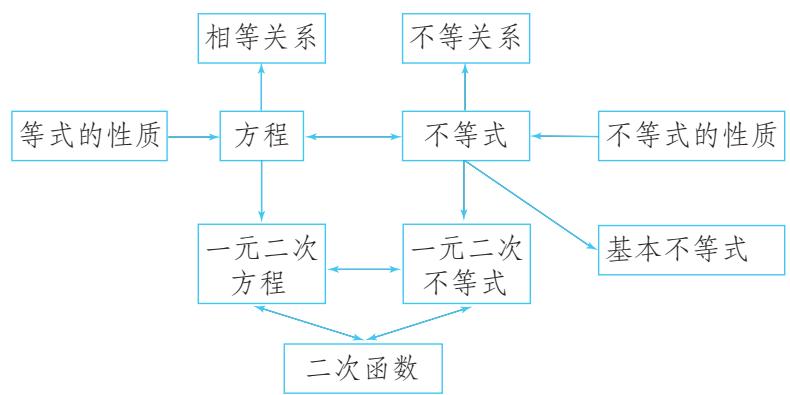 相等关系
不等关系
等式的性质
方程
不等式
不等式的性质
一元二次
方程
一元二次
不等式
基本不等式
二次函数